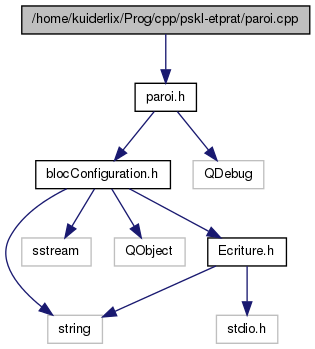 /home/kuiderlix/Prog/cpp/pskl-etprat/paroi.cpp
paroi.h
blocConfiguration.h
QDebug
sstream
QObject
Ecriture.h
string
stdio.h